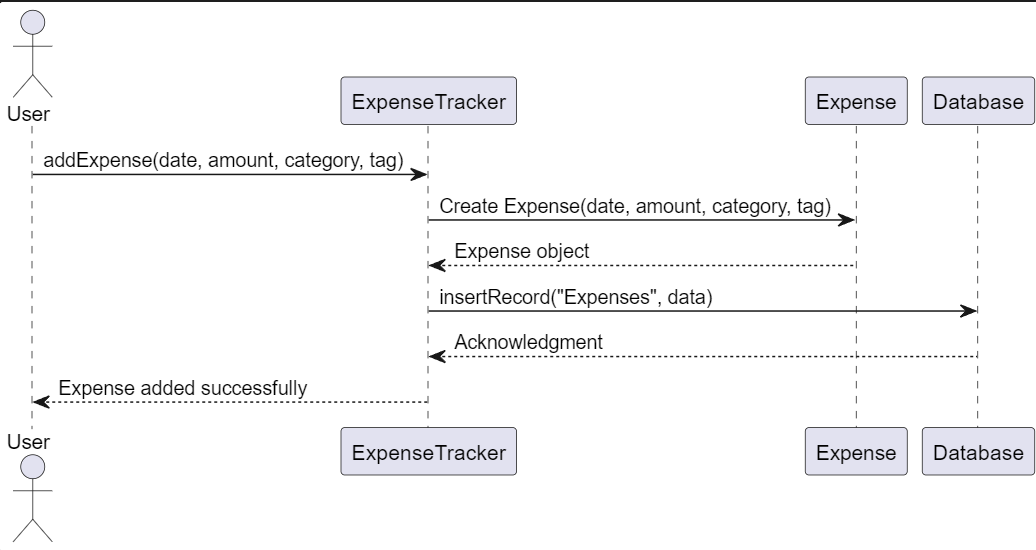 User
ExpenseTracker
Expense
Database
addExpense(date, amount, category, tag)
Create Expense(date, amount, category, tag)
Expense object
insertRecord("Expenses", data)
Acknowledgment
Expense added successfully
User
ExpenseTracker
Expense
Database